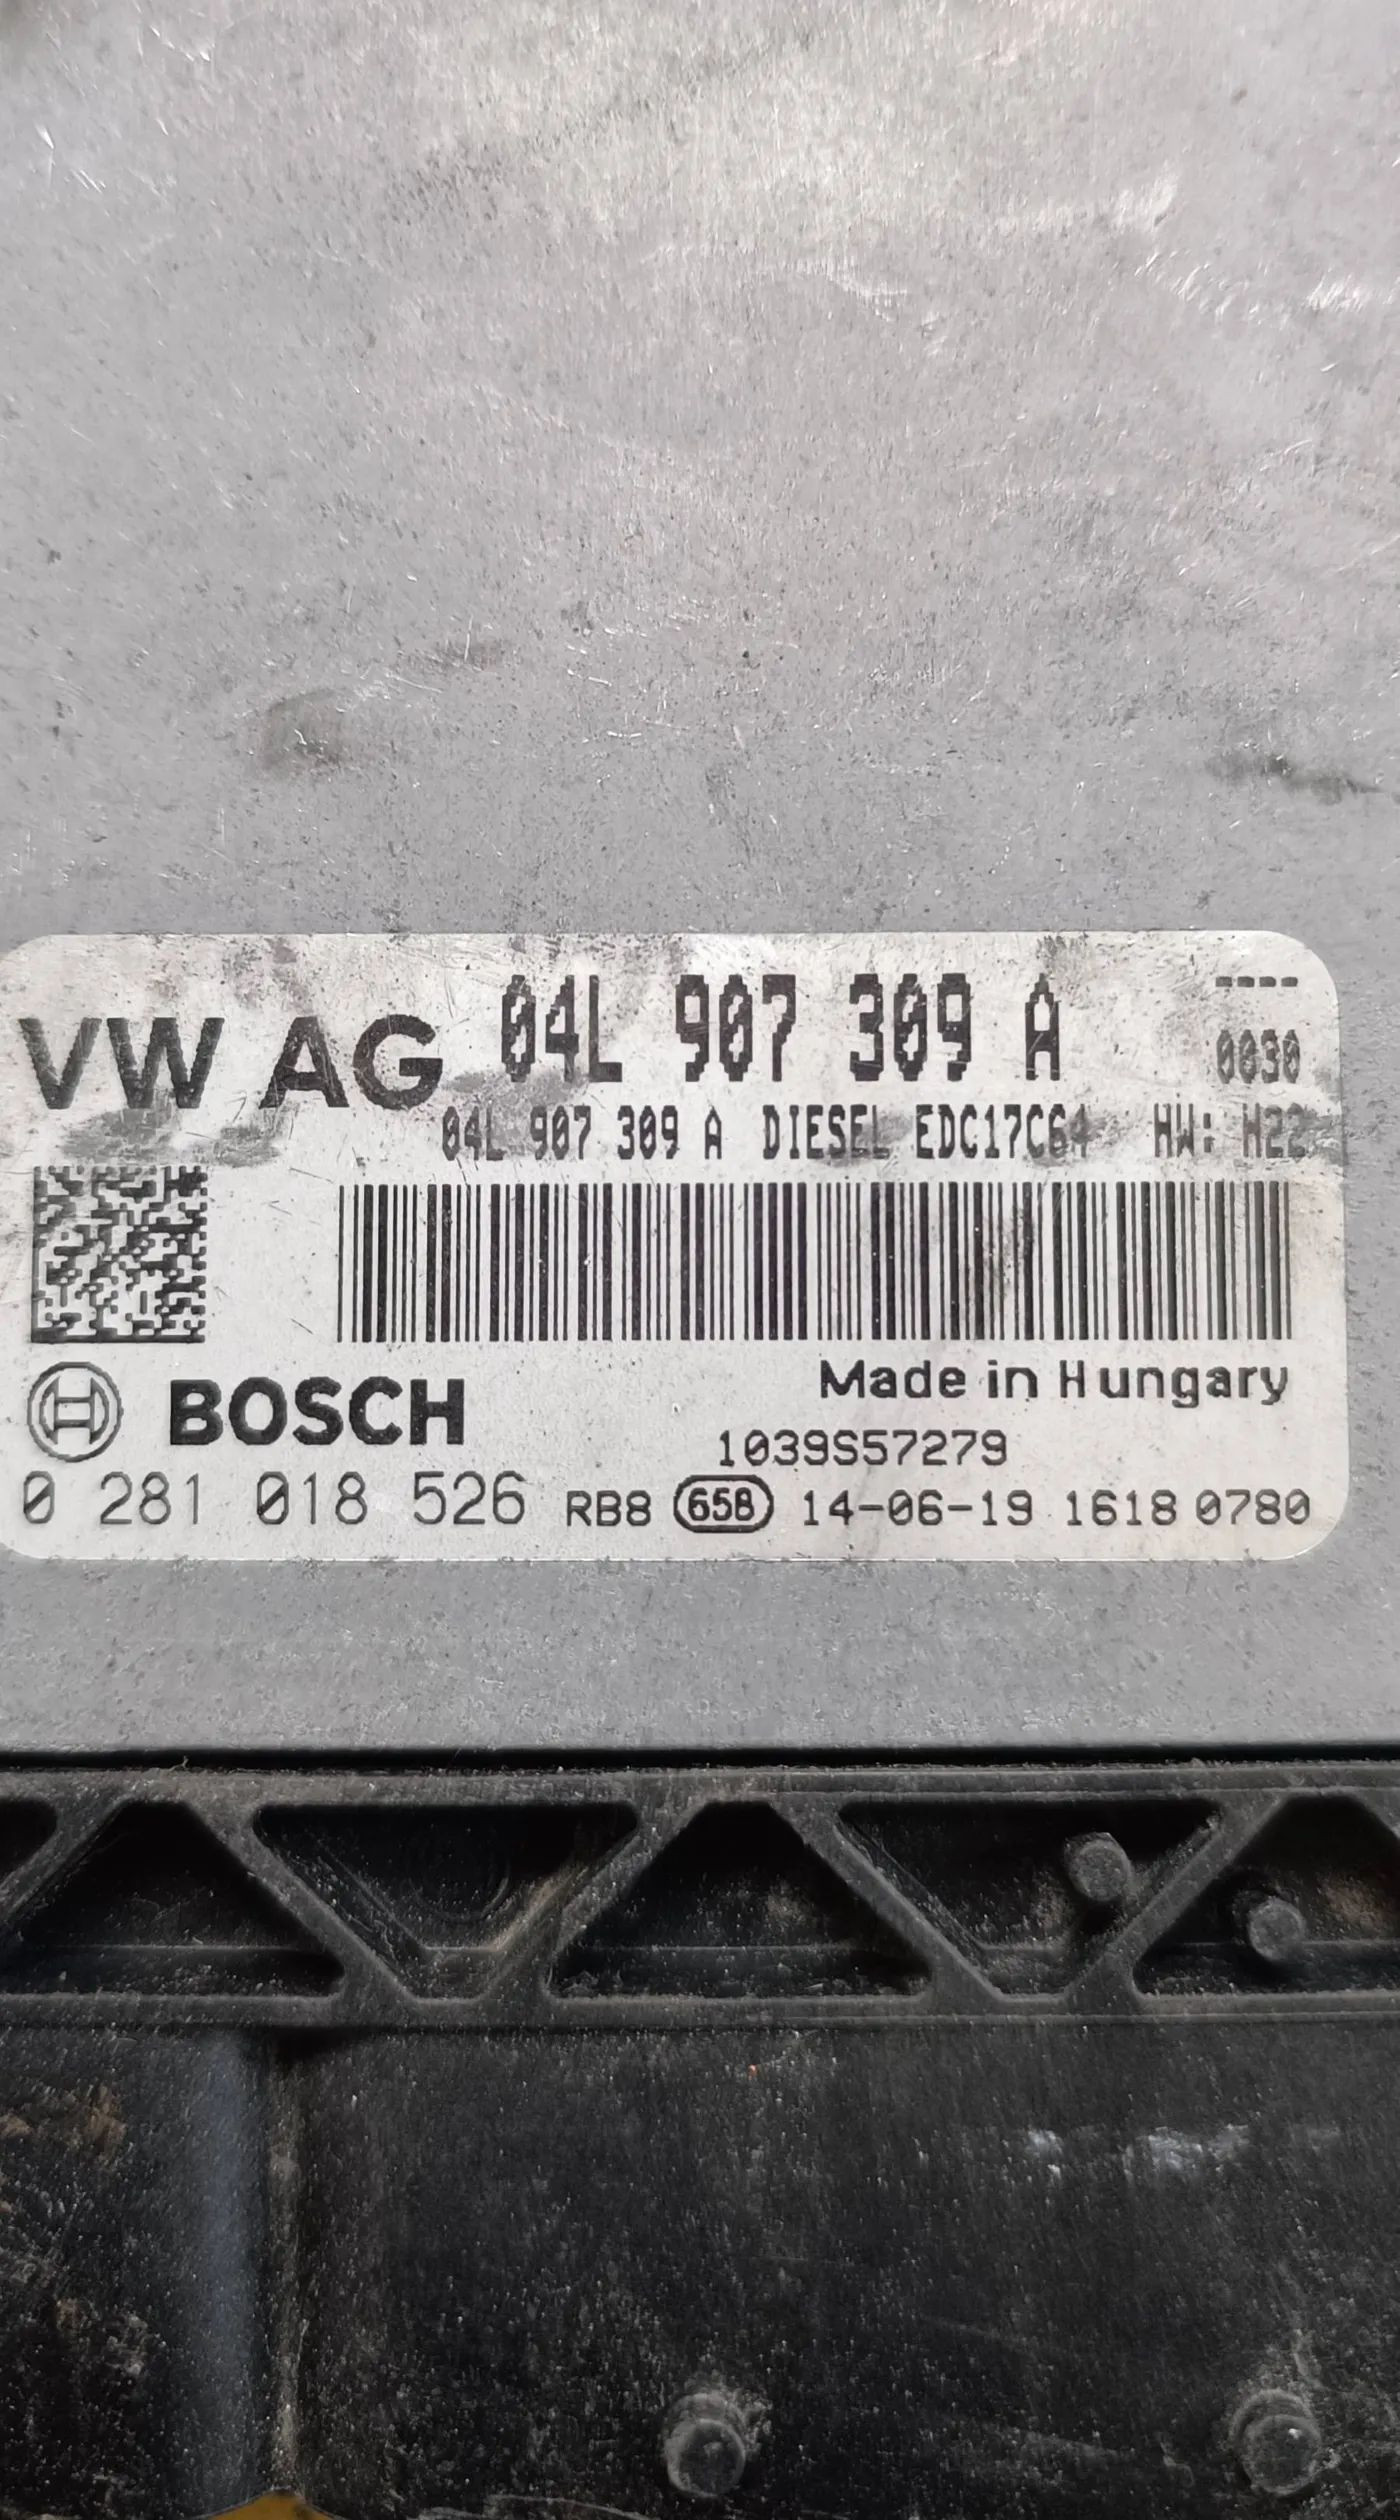 VW AG 04L 907 309 A ----
0030
04L 907 309 A DIESEL EDC17C64 HW: H22
BOSCH
Made in Hungary
1039S57279
0 281 018 526 RB8 65B 14-06-19 1618 0780